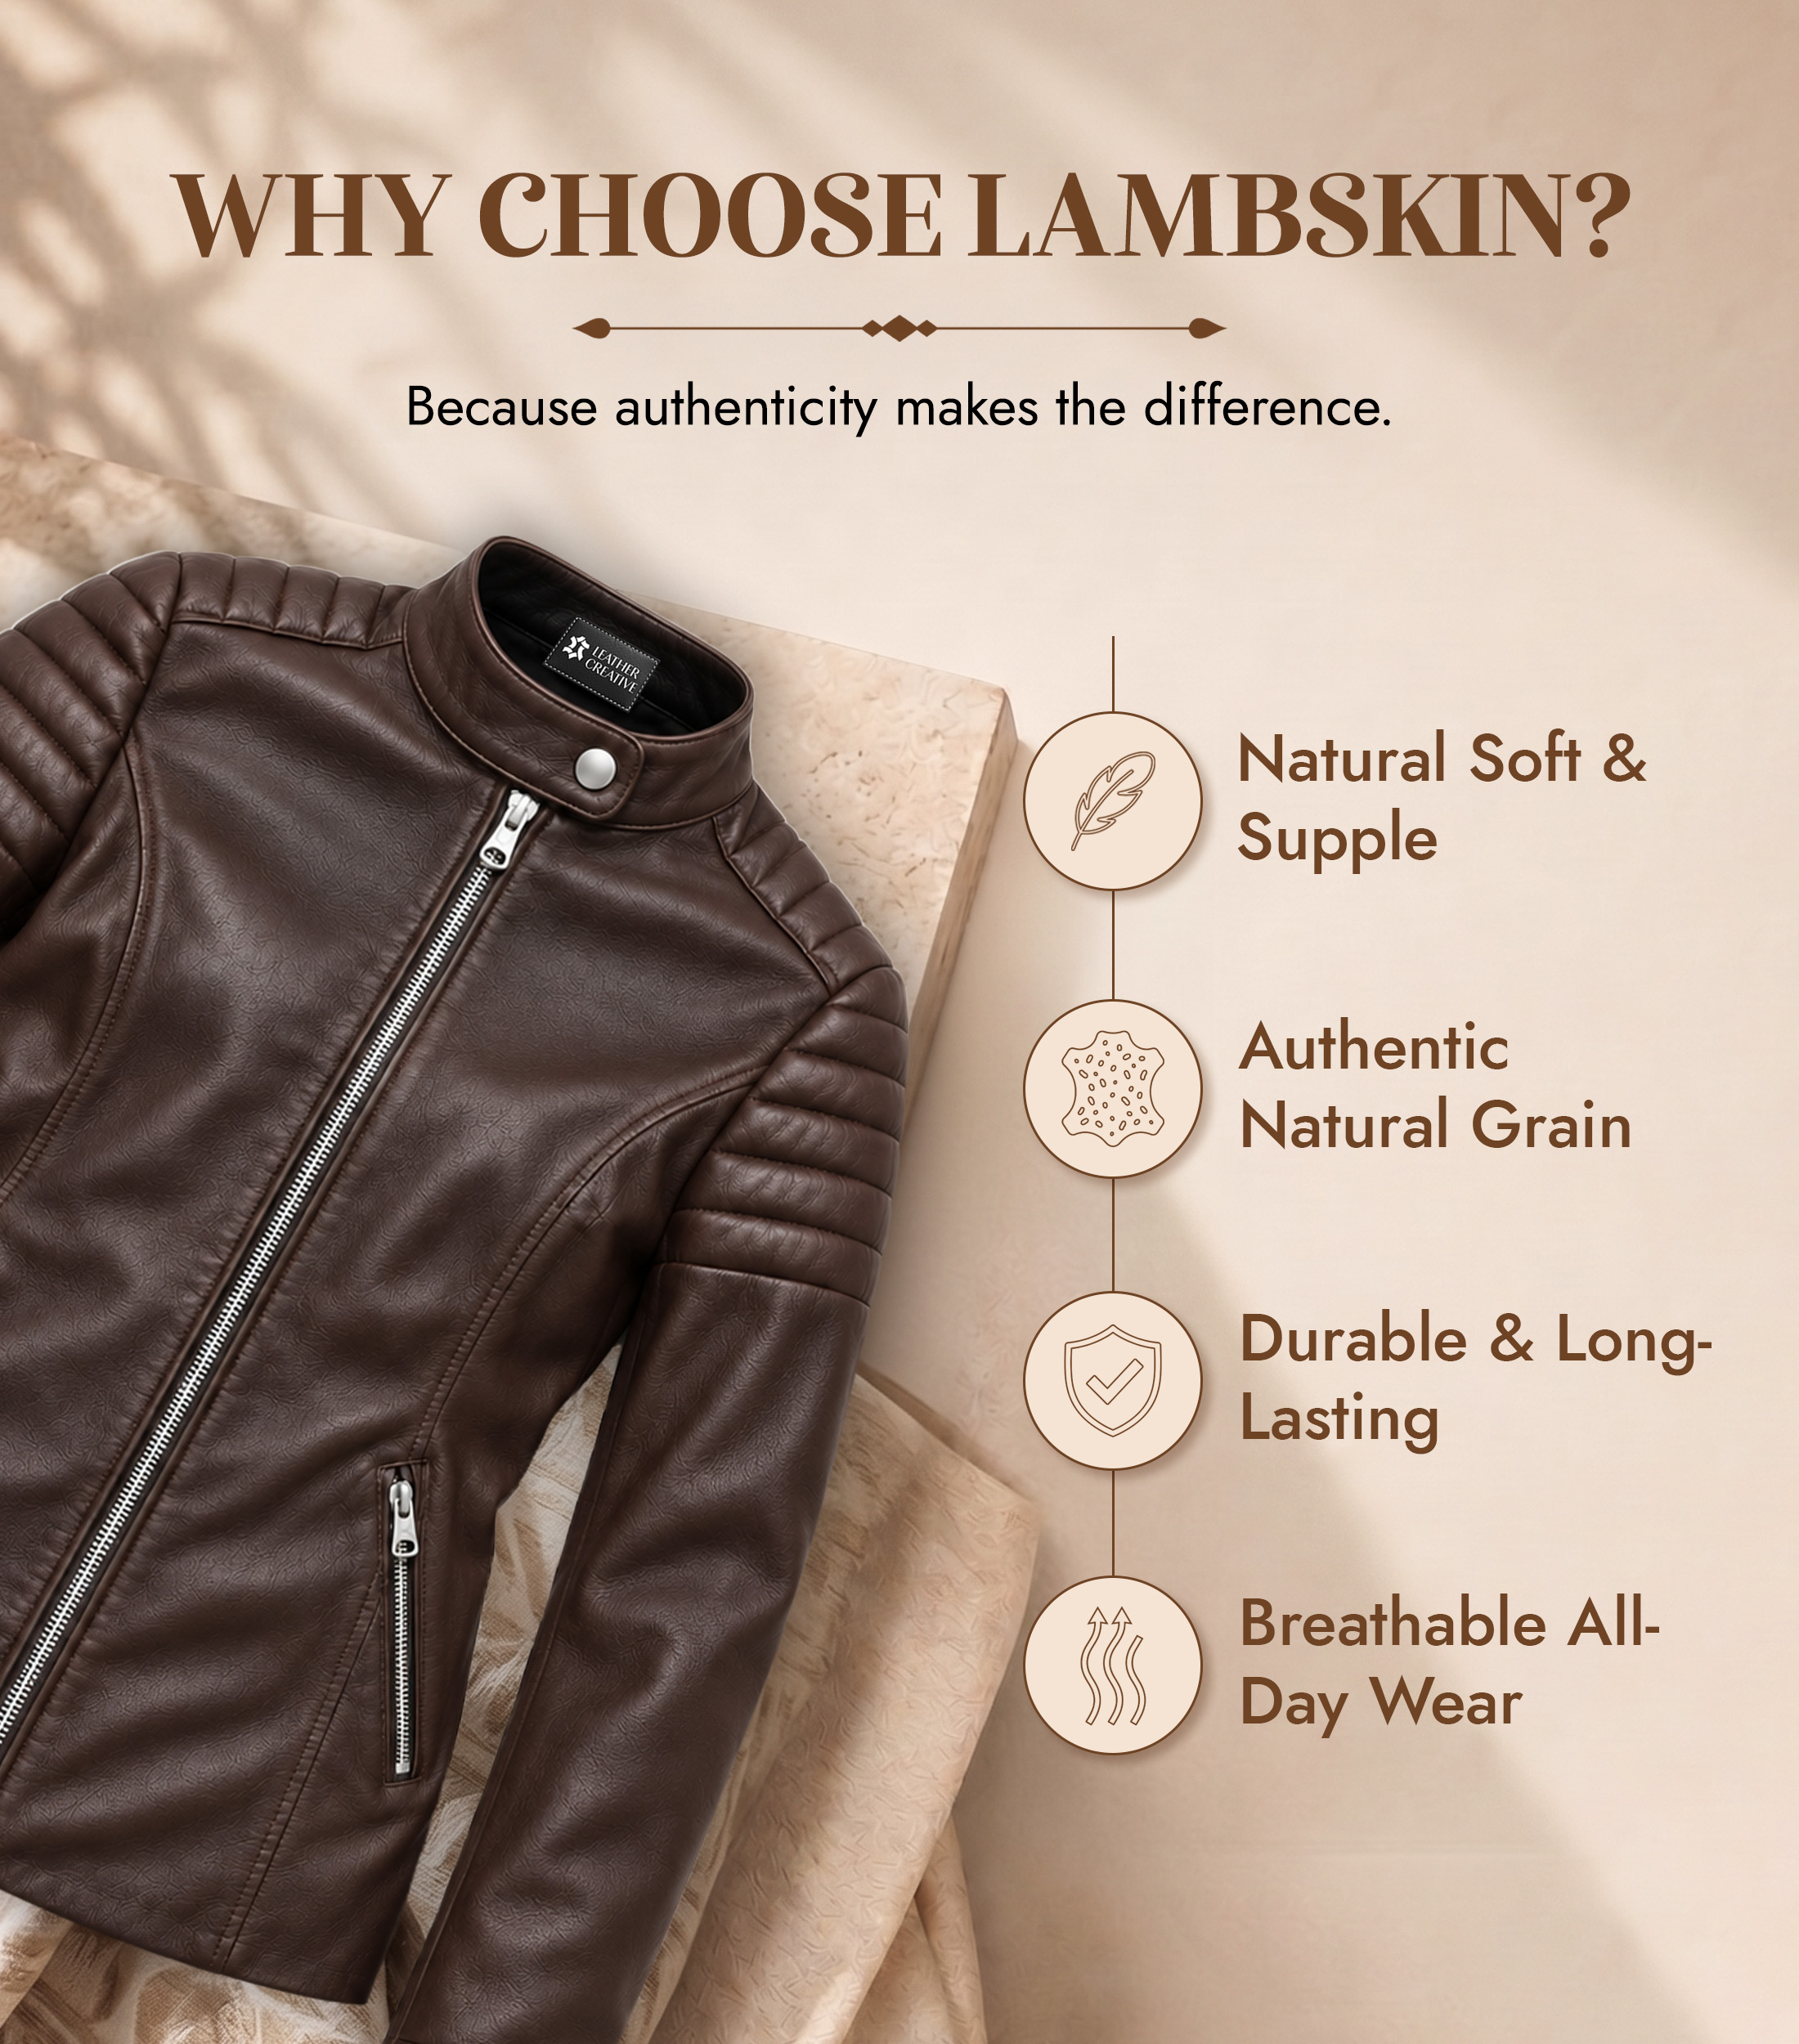 WHY CHOOSE LAMBSKIN?
Because authenticity makes the difference.
LEATHER
CREATIVE
Natural Soft &
Supple
Authentic
Natural Grain
Durable & Long-
Lasting
Breathable All-
Day Wear